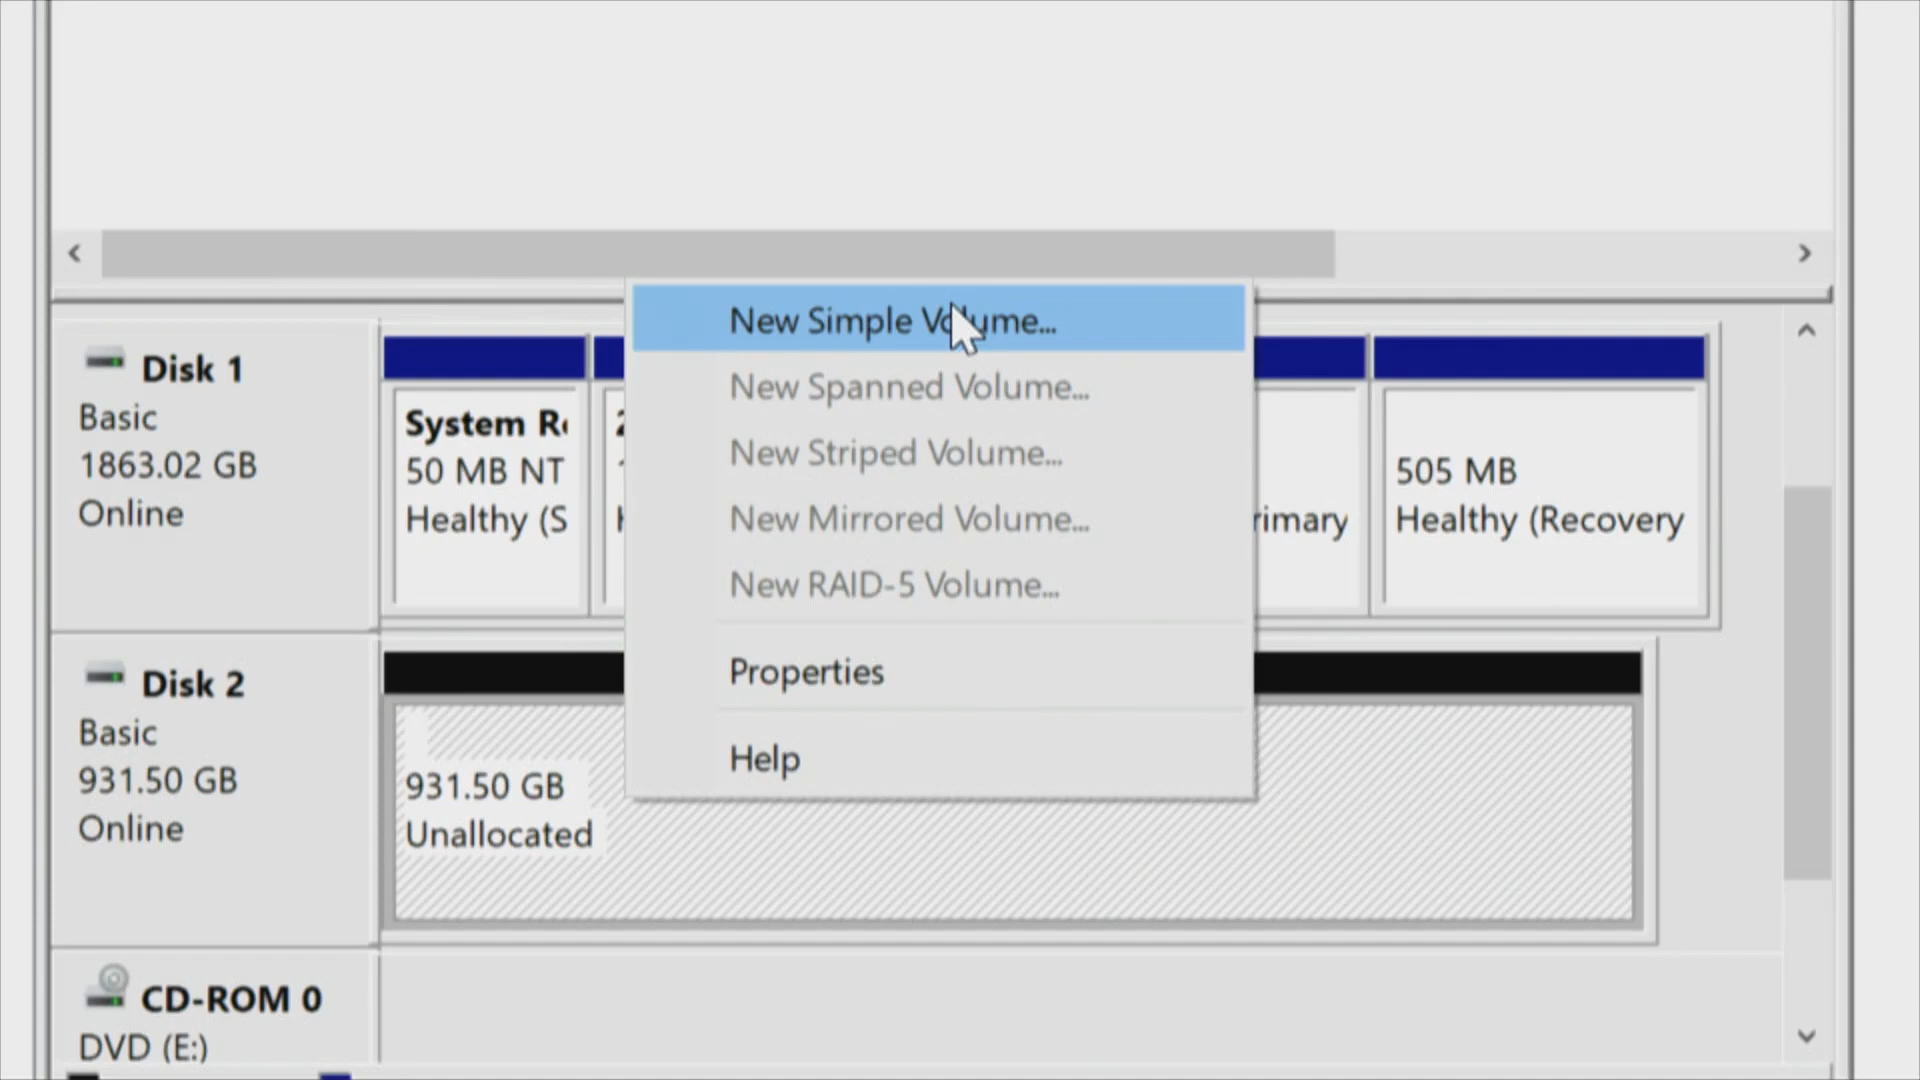 New Simple Volume...
New Spanned Volume...
New Striped Volume...
New Mirrored Volume...
New RAID-5 Volume...
Properties
Help
Disk 1
Basic
1863.02 GB
Online
System Re
50 MB NT
Healthy (S
rimary
505 MB
Healthy (Recovery
Disk 2
Basic
931.50 GB
Online
931.50 GB
Unallocated
CD-ROM 0
DVD (E:)